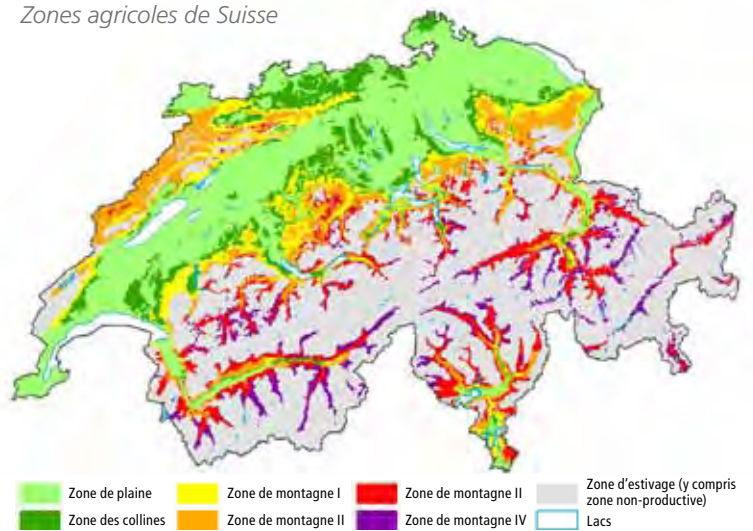 Zones agricoles de Suisse
Zone de plaine
Zone des collines
Zone de montagne I
Zone de montagne II
Zone de montagne II
Zone de montagne IV
Zone d'estivage (y compris
zone non-productive)
Lacs